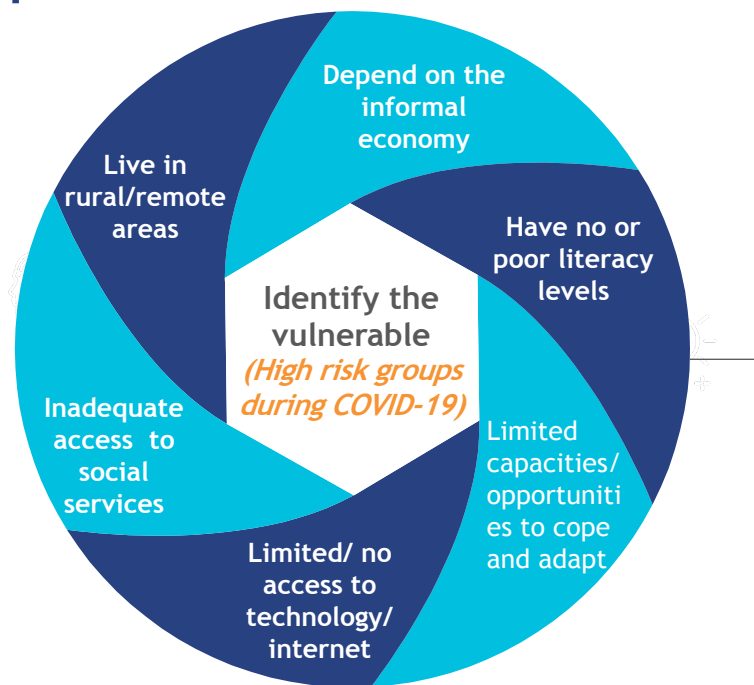 Identify the
vulnerable
(High risk groups
during COVID-19)
Depend on the
informal
economy
Have no or
poor literacy
levels
Limited
capacities/
opportuniti
es to cope
and adapt
Limited/ no
access to
technology/
internet
Inadequate
access to
social
services
Live in
rural/remote
areas